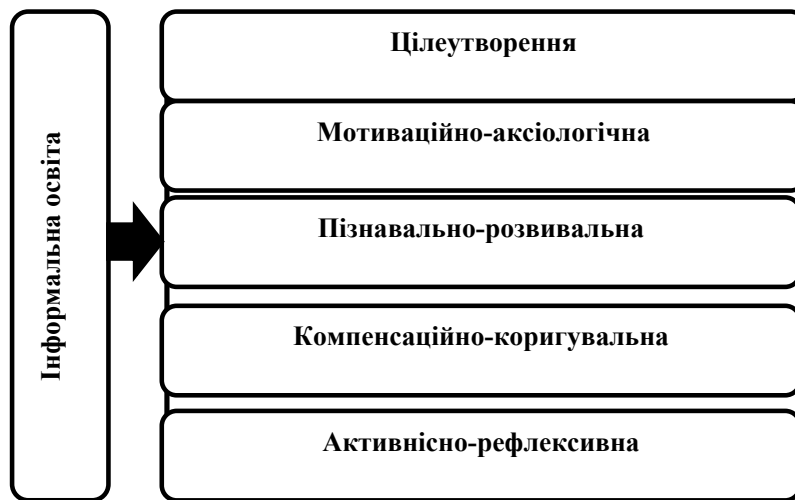 Інформальна освіта
Цілеутворення
Мотиваційно-аксіологічна
Пізнавально-розвивальна
Компенсаційно-коригувальна
Активнісно-рефлексивна